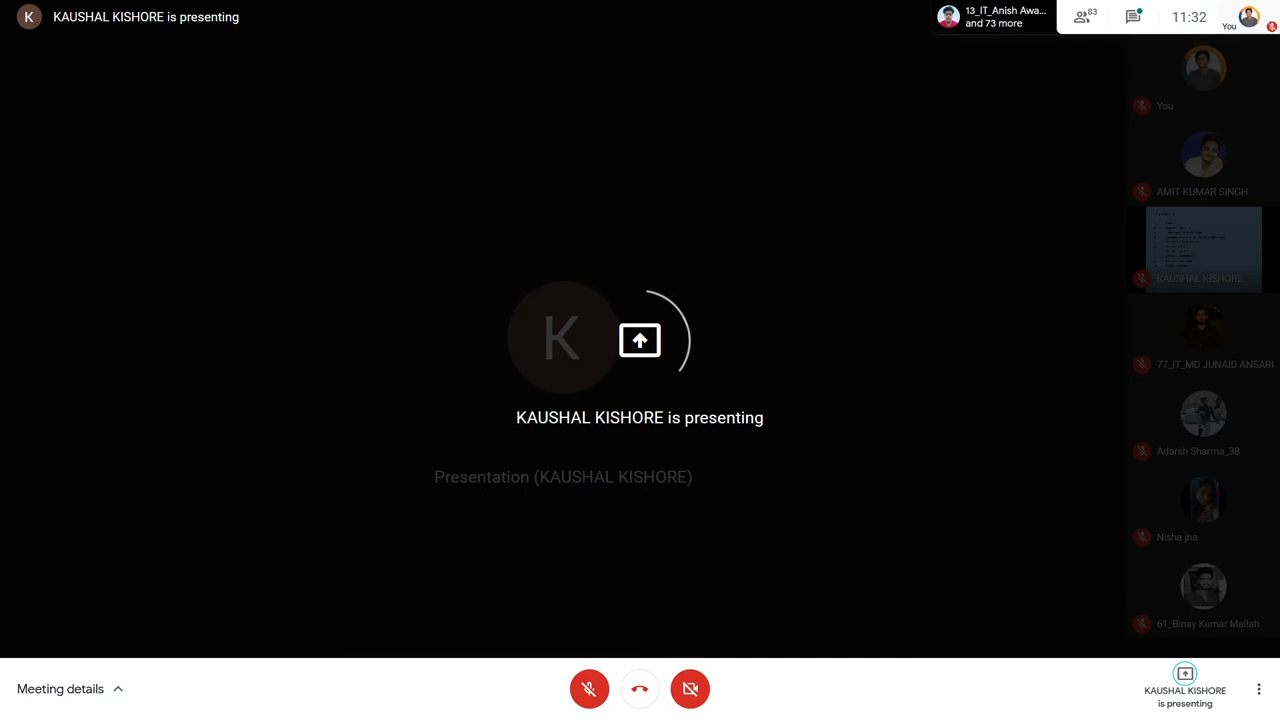 K
KAUSHAL KISHORE is presenting
13_IT_Anish Awa...
and 73 more
83
11:32
You
You
AMIT KUMAR SINGH
KAUSHAL KISHORE
77_IT_MD JUNAID ANSARI
Adarsh Sharma_38
Nisha jha
61_Binay Kumar Mallah
K
KAUSHAL KISHORE is presenting
Presentation (KAUSHAL KISHORE)
Meeting details
KAUSHAL KISHORE
is presenting